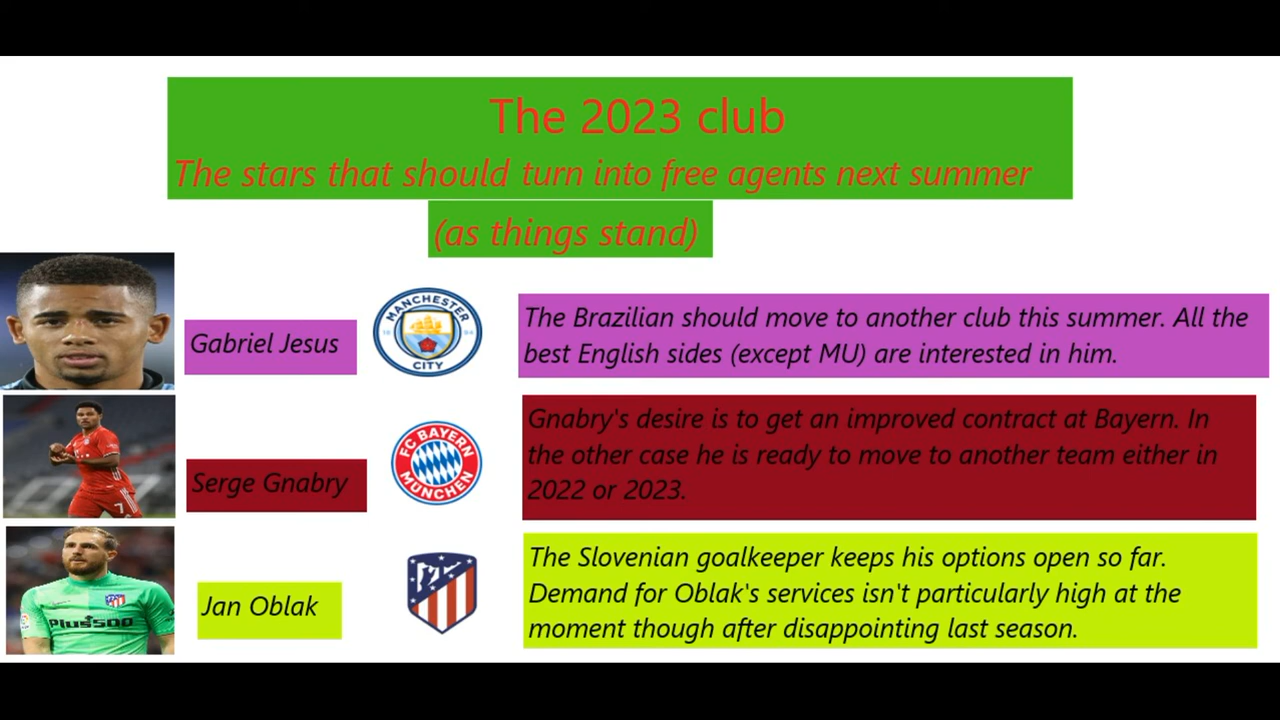 The 2023 club
The stars that should turn into free agents next summer
(as things stand)
Gabriel Jesus
MANCHESTER
18 94
CITY
The Brazilian should move to another club this summer. All the
best English sides (except MU) are interested in him.
Serge Gnabry
FC BAYERN
MÜNCHEN
7
Gnabry's desire is to get an improved contract at Bayern. In
the other case he is ready to move to another team either in
2022 or 2023.
Jan Oblak
Plus500
The Slovenian goalkeeper keeps his options open so far.
Demand for Oblak's services isn't particularly high at the
moment though after disappointing last season.